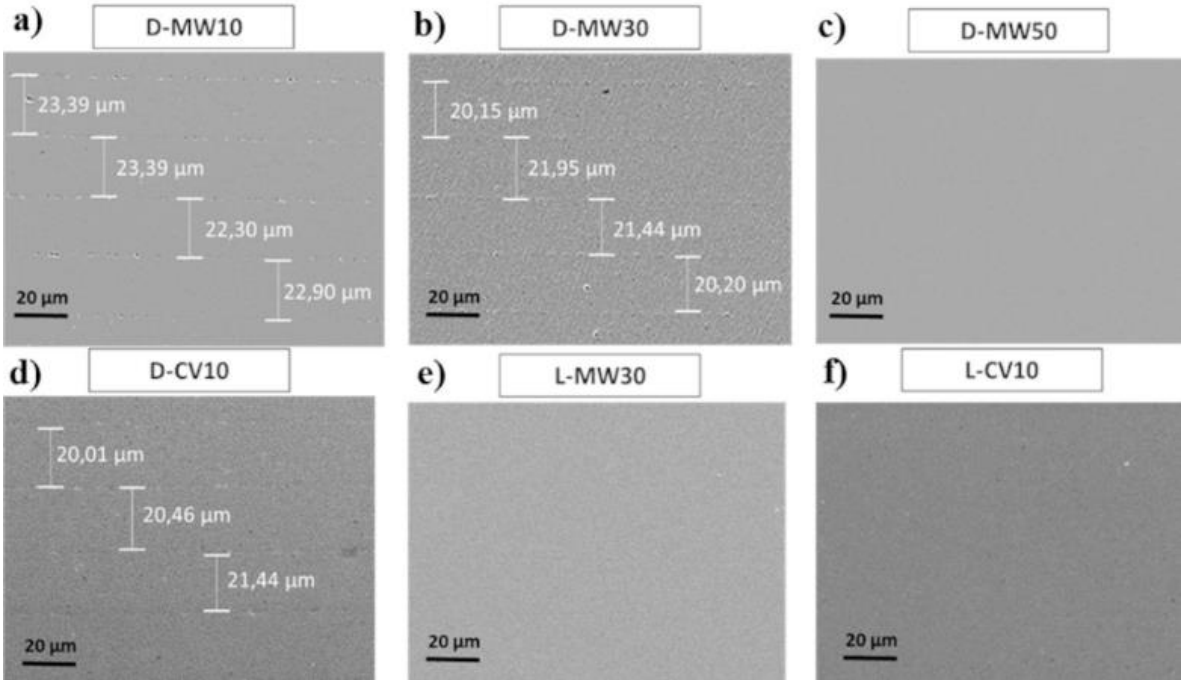 a)
D-MW10
23,39 µm
23,39 µm
22,30 µm
22,90 µm
20 µm
b)
D-MW30
20,15 µm
21,95 µm
21,44 µm
20,20 µm
20 µm
c)
D-MW50
20 µm
d)
D-CV10
20,01 µm
20,46 µm
21,44 µm
20 µm
e)
L-MW30
20 µm
f)
L-CV10
20 µm